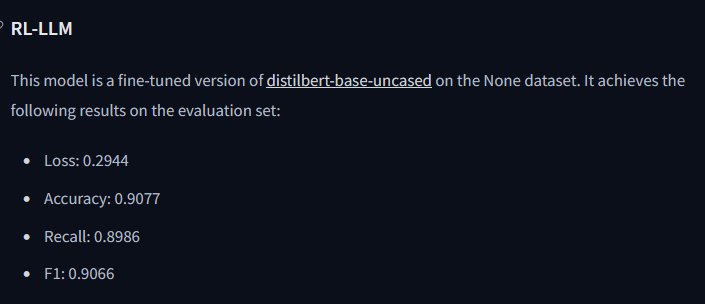 RL-LLM
This model is a fine-tuned version of distilbert-base-uncased on the None dataset. It achieves the
following results on the evaluation set:
• Loss: 0.2944
• Accuracy: 0.9077
• Recall: 0.8986
• F1: 0.9066